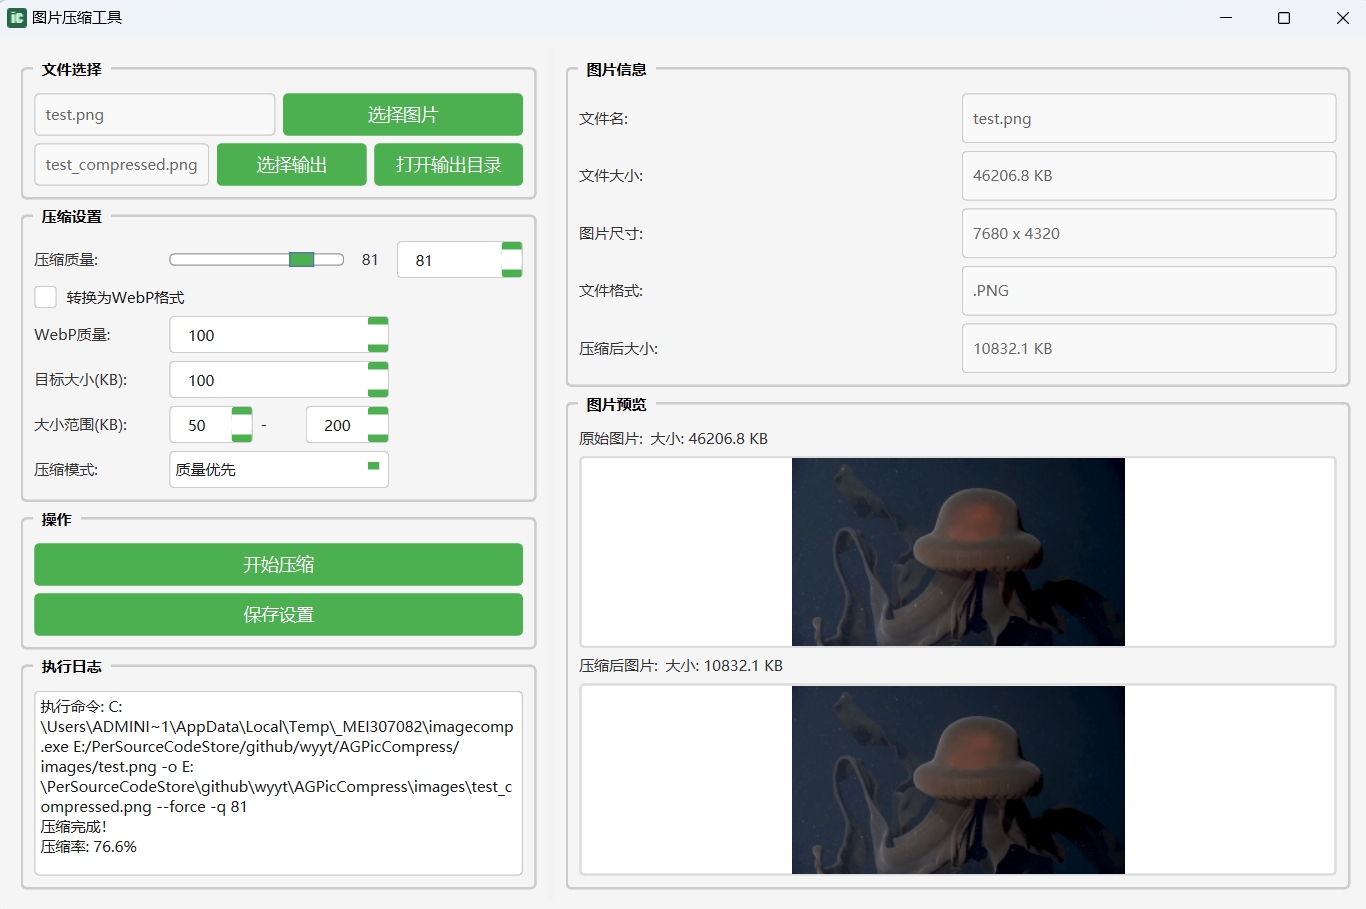 iC 图片压缩工具
文件选择
test.png
选择图片
test_compressed.png
选择输出
打开输出目录
压缩设置
压缩质量:
81
81
转换为WebP格式
WebP质量:
100
目标大小(KB):
100
大小范围(KB):
50
-
200
压缩模式:
质量优先
操作
开始压缩
保存设置
执行日志
执行命令: C:
\Users\ADMINI~1\AppData\Local\Temp\_MEI307082\imagecomp
.exe E:/PerSourceCodeStore/github/wyyt/AGPicCompress/
images/test.png -o E:
\PerSourceCodeStore\github\wyyt\AGPicCompress\images\test_c
ompressed.png --force -q 81
压缩完成！
压缩率: 76.6%
图片信息
文件名:
test.png
文件大小:
46206.8 KB
图片尺寸:
7680 x 4320
文件格式:
.PNG
压缩后大小:
10832.1 KB
图片预览
原始图片: 大小: 46206.8 KB
压缩后图片: 大小: 10832.1 KB